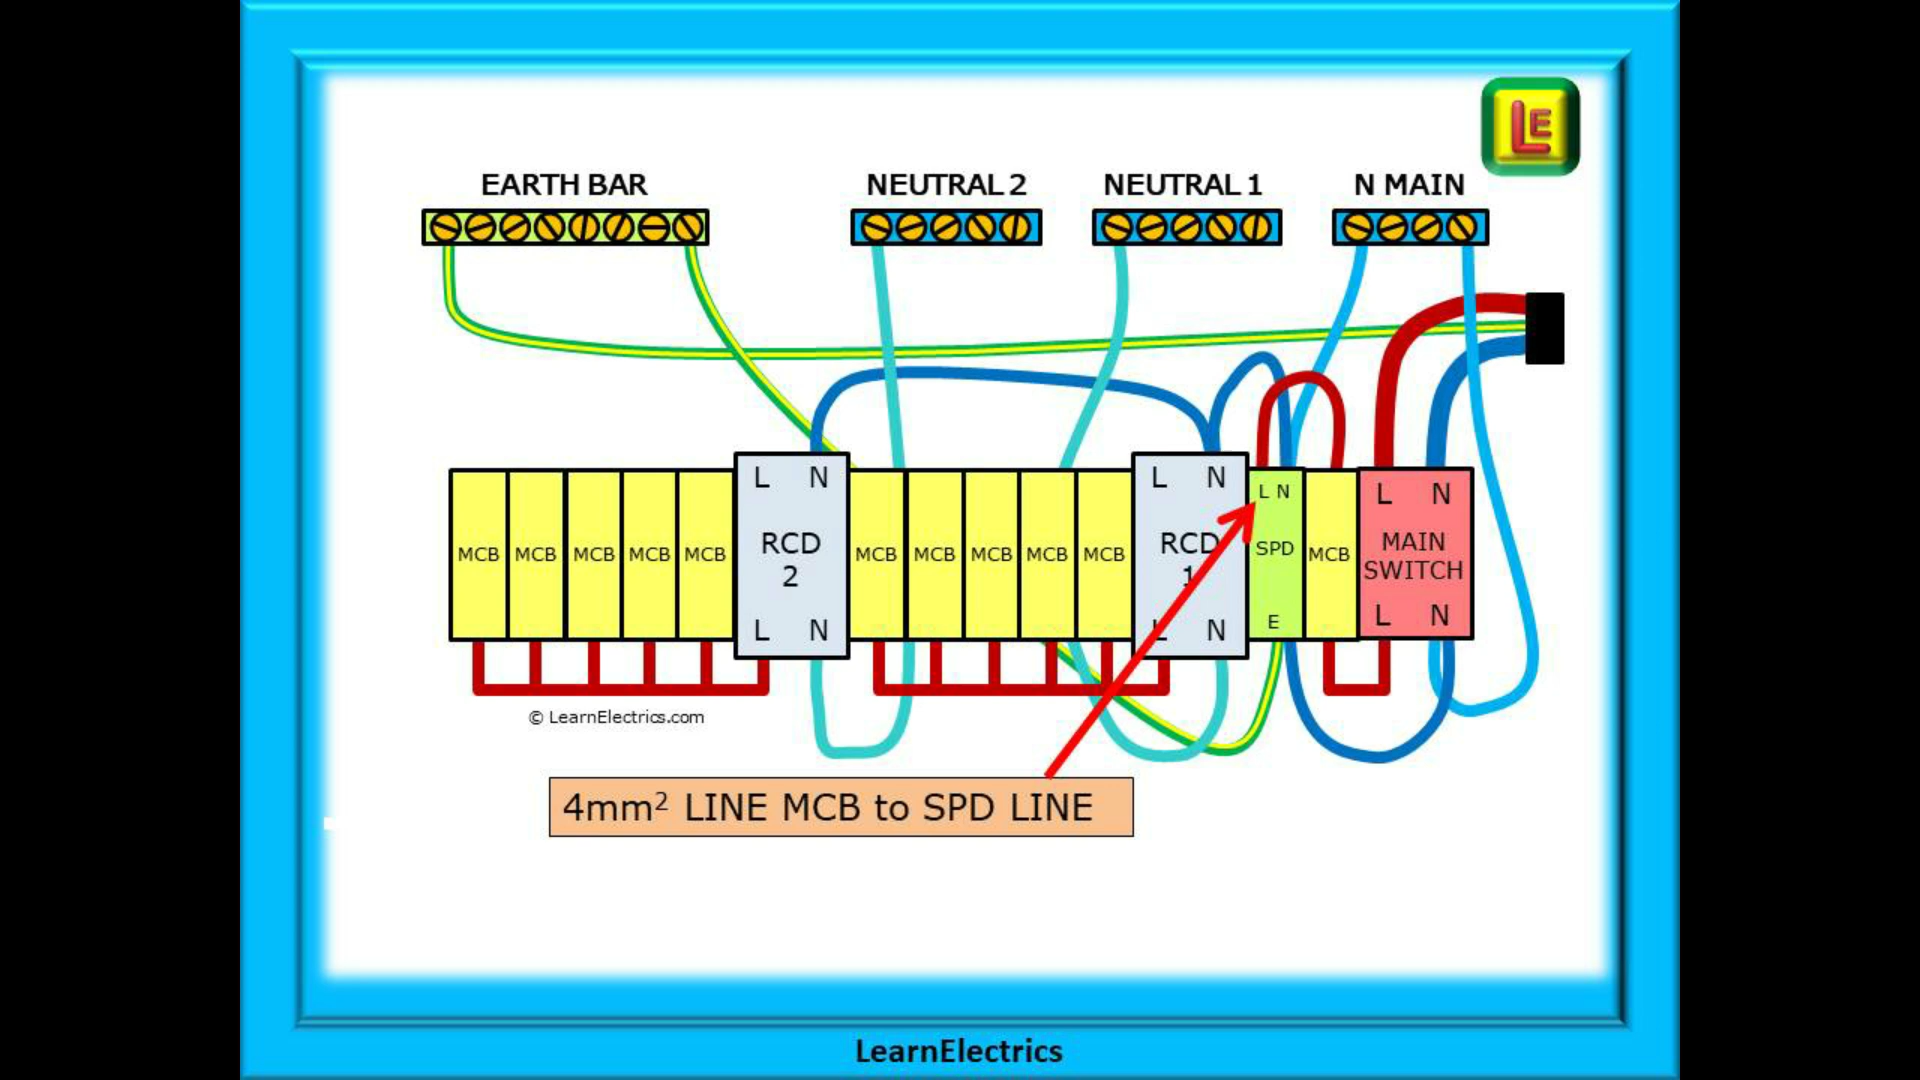 LE
EARTH BAR
NEUTRAL 2
NEUTRAL 1
N MAIN
L N
L N
L N
L N
MCB
MCB
MCB
MCB
MCB
RCD
2
MCB
MCB
MCB
MCB
MCB
RCD
1
SPD
MCB
MAIN
SWITCH
L N
L N
E
L N
© LearnElectrics.com
4mm² LINE MCB to SPD LINE
LearnElectrics